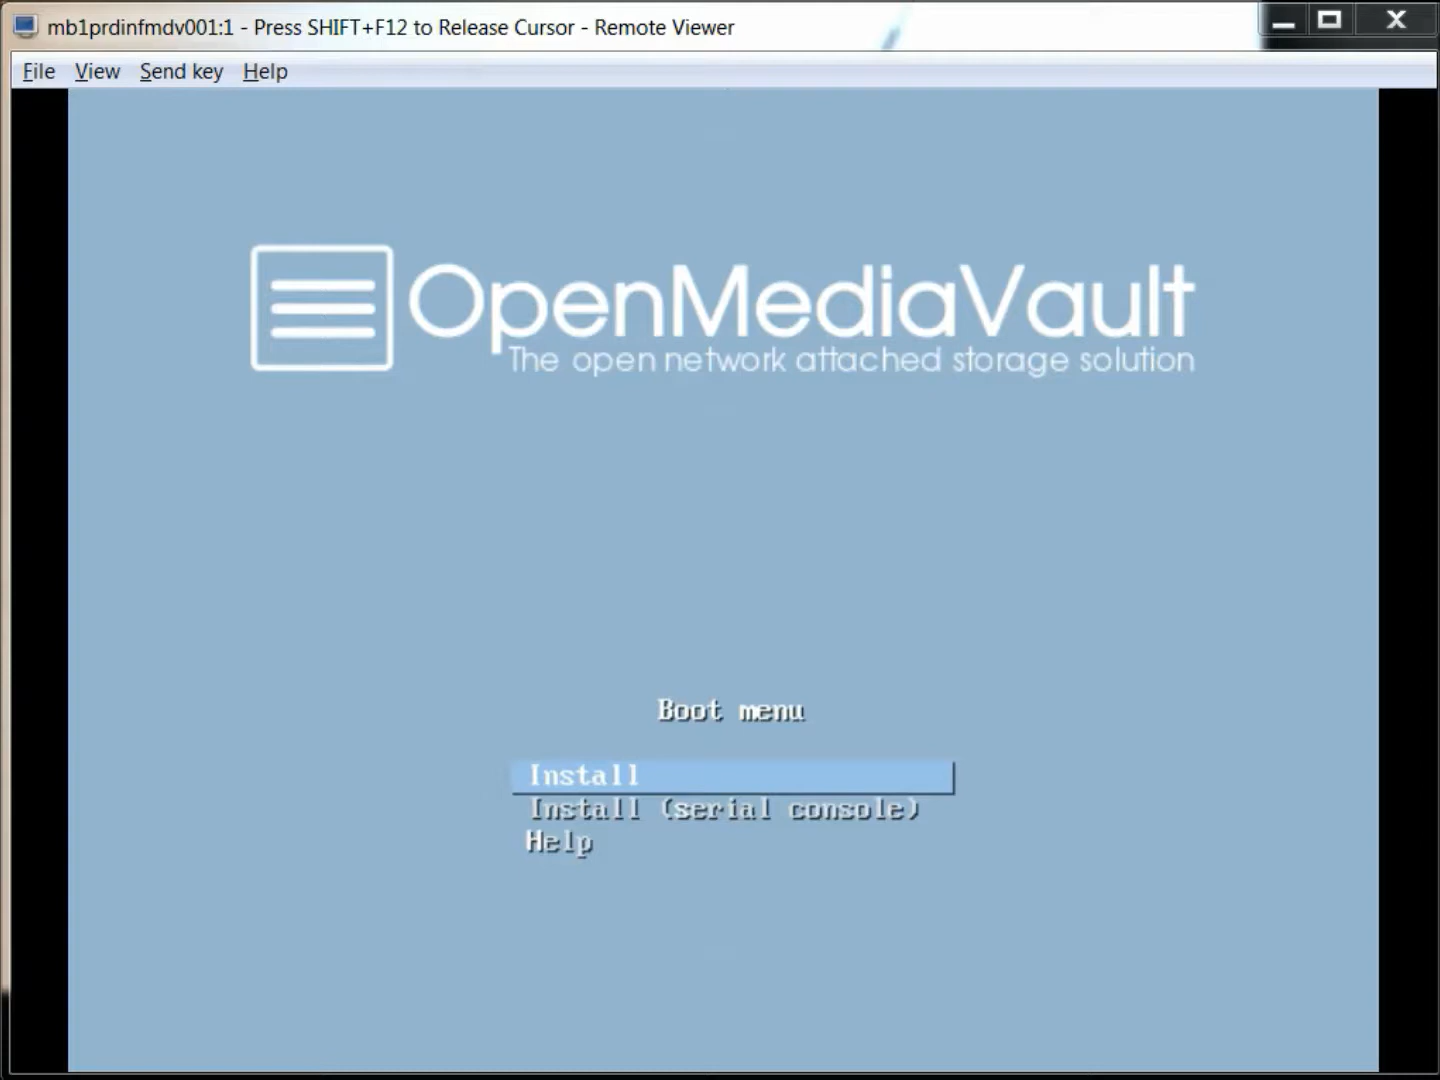 mb1prdinfmdv001:1 - Press SHIFT+F12 to Release Cursor - Remote Viewer
File View Send key Help
OpenMediaVault
The open network attached storage solution
Boot menu
Install
Install (serial console)
Help